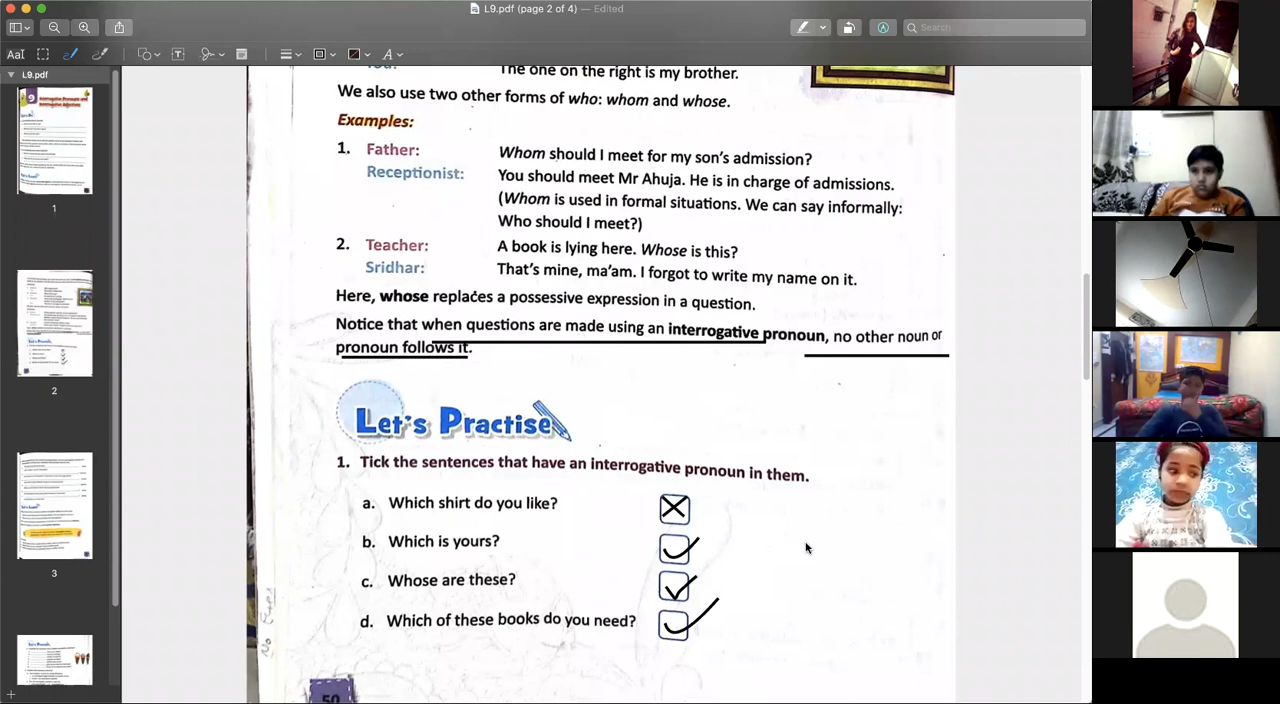 L9.pdf (page 2 of 4) — Edited
Search
L9.pdf
1
2
3
You:
The one on the right is my brother.
We also use two other forms of who: whom and whose.
Examples:
1. Father: Whom should I meet for my son's admission?
Receptionist: You should meet Mr Ahuja. He is in charge of admissions.
(Whom is used in formal situations. We can say informally:
Who should I meet?)
2. Teacher: A book is lying here. Whose is this?
Sridhar: That's mine, ma'am. I forgot to write my name on it.
Here, whose replaces a possessive expression in a question.
Notice that when questions are made using an interrogative pronoun, no other noun or
pronoun follows it.
Let's Practise
1. Tick the sentences that have an interrogative pronoun in them.
a. Which shirt do you like?
b. Which is yours?
c. Whose are these?
d. Which of these books do you need?
50